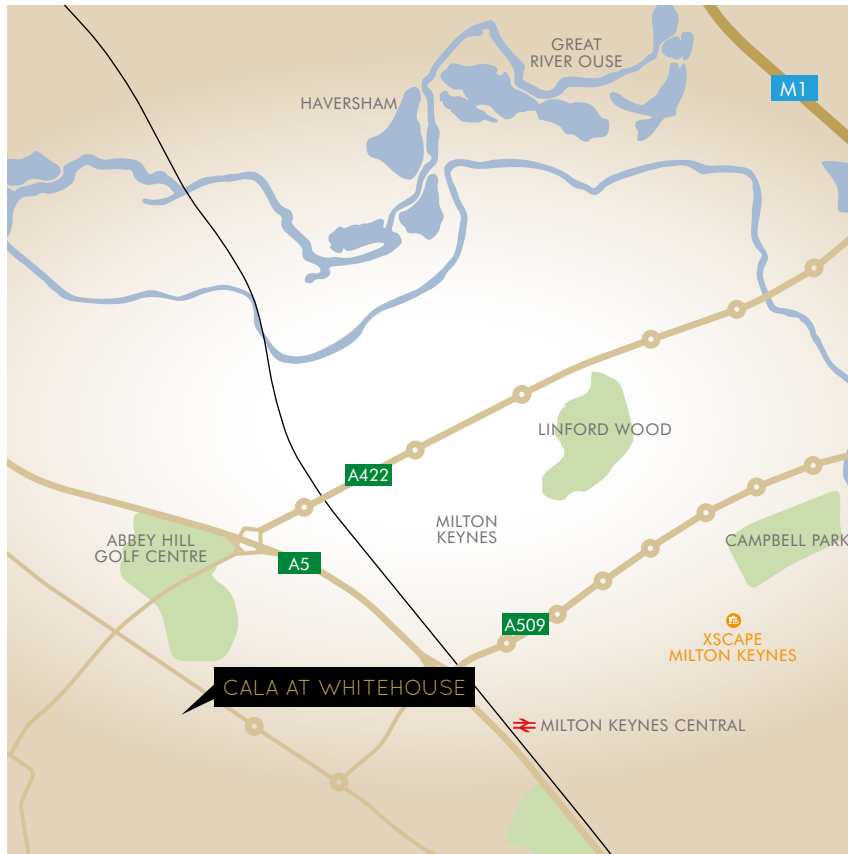 GREAT
RIVER OUSE
M1
HAVERSHAM
LINFORD WOOD
A422
MILTON
KEYNES
ABBEY HILL
GOLF CENTRE
CAMPBELL PARK
A5
A509
XSCAPE
MILTON KEYNES
CALA AT WHITEHOUSE
MILTON KEYNES CENTRAL